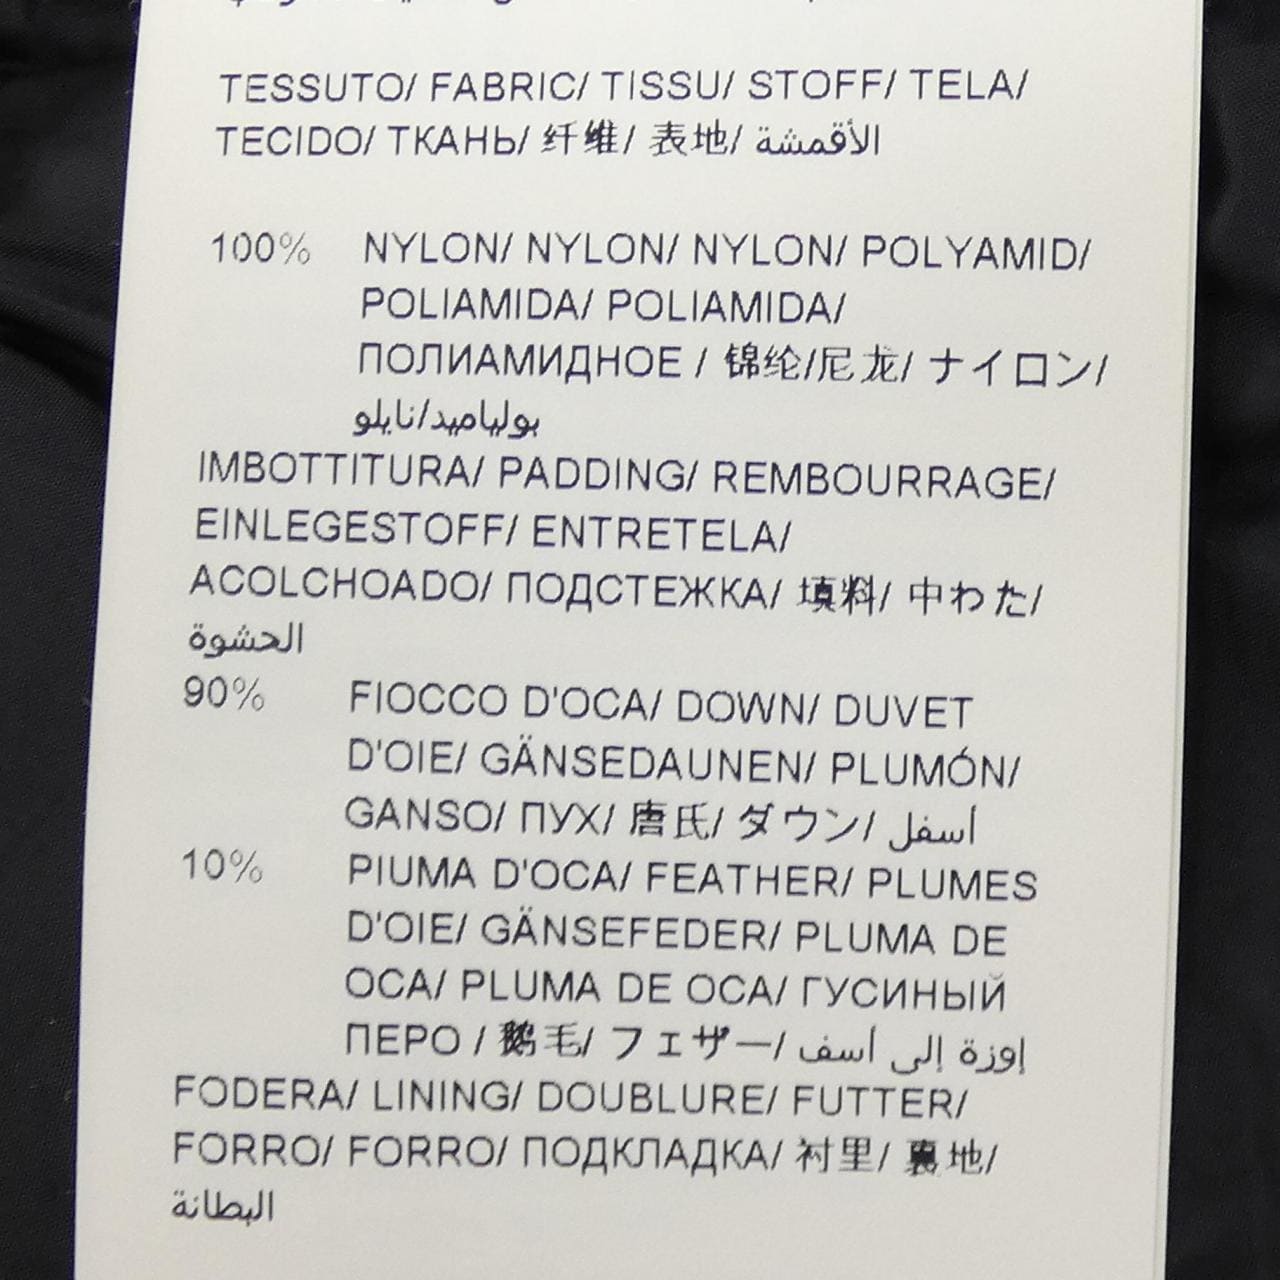 TESSUTO/ FABRIC/ TISSU/ STOFF/ TELA/
TECIDO/ ТКАНЬ/ 纤维/ 表地/ الأقمشة
100% NYLON/ NYLON/ NYLON/ POLYAMID/
POLIAMIDA/ POLIAMIDA/
ПОЛИАМИДНОЕ / 锦纶/尼龙/ ナイロン/
بولياميد/نايلو
IMBOTTITURA/ PADDING/ REMBOURRAGE/
EINLEGESTOFF/ ENTRETELA/
ACOLCHOADO/ ПОДСТЕЖКА/ 填料/ 中わた/
الحشوة
90% FIOCCO D'OCA/ DOWN/ DUVET
D'OIE/ GÄNSEDAUNEN/ PLUMÓN/
GANSO/ ПУХ/ 唐氏/ ダウン/ أسفل
10% PIUMA D'OCA/ FEATHER/ PLUMES
D'OIE/ GÄNSEFEDER/ PLUMA DE
OCA/ PLUMA DE OCA/ ГУСИНЫЙ
ПЕРО / 鹅毛/ フェザー/ إوزة إلى أسف
FODERA/ LINING/ DOUBLURE/ FUTTER/
FORRO/ FORRO/ ПОДКЛАДКА/ 衬里/ 裏地/
البطانة